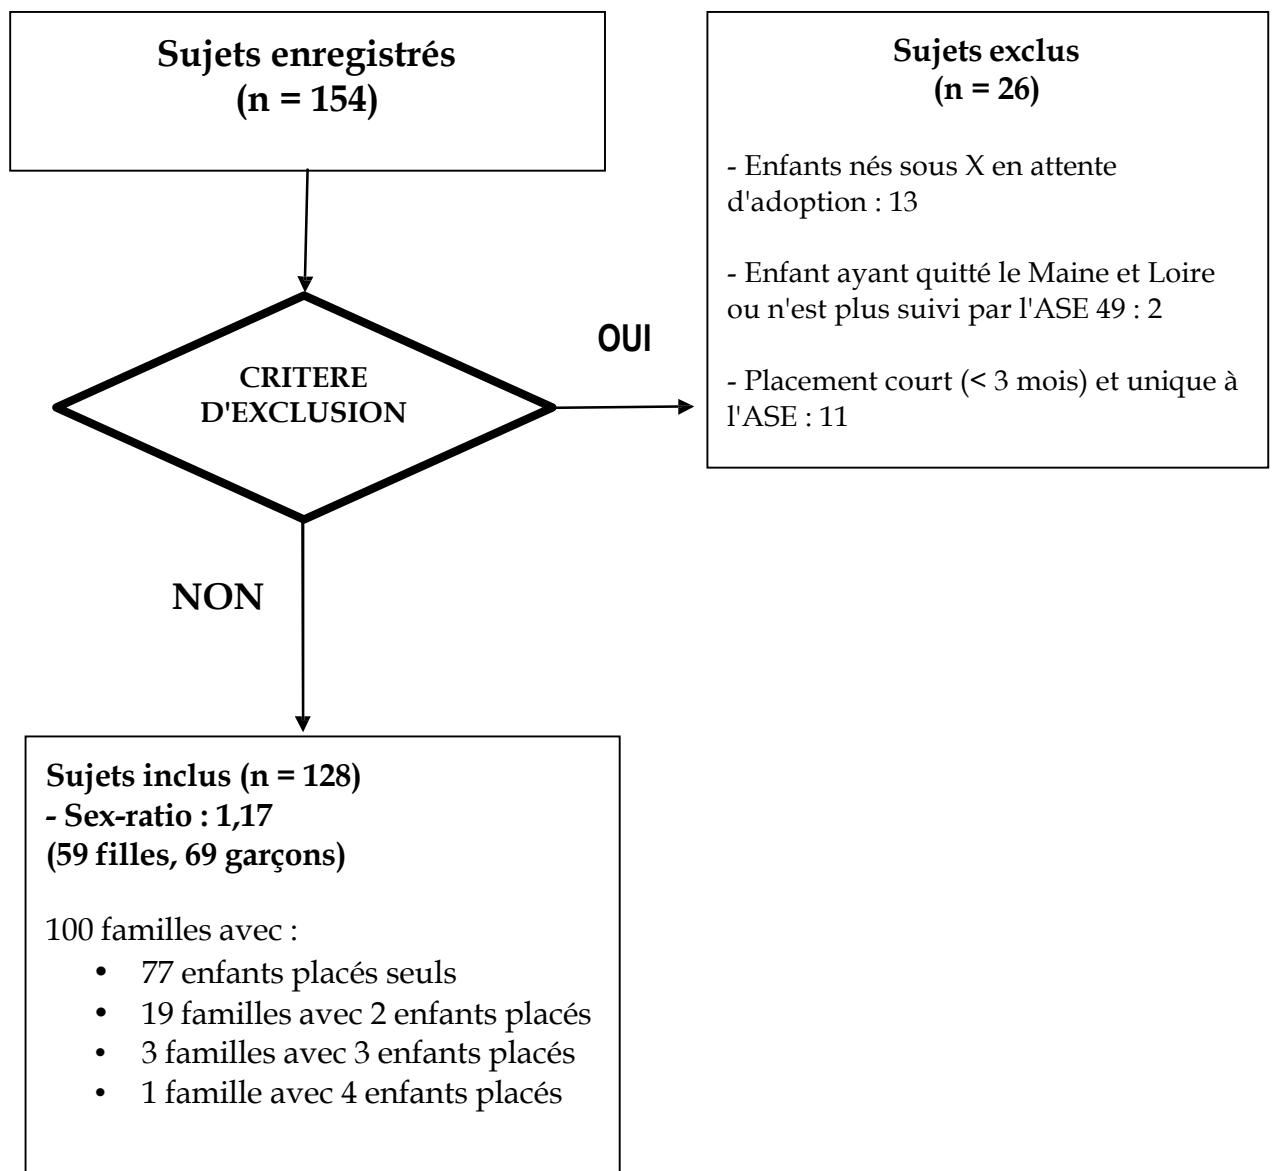 Sujets enregistrés
(n = 154)
Sujets exclus
(n = 26)
- Enfants nés sous X en attente
d'adoption : 13
- Enfant ayant quitté le Maine et Loire
ou n'est plus suivi par l'ASE 49 : 2
- Placement court (< 3 mois) et unique à
l'ASE : 11
CRITERE
D'EXCLUSION
OUI
NON
Sujets inclus (n = 128)
- Sex-ratio : 1,17
(59 filles, 69 garçons)
100 familles avec :
• 77 enfants placés seuls
• 19 familles avec 2 enfants placés
• 3 familles avec 3 enfants placés
• 1 famille avec 4 enfants placés